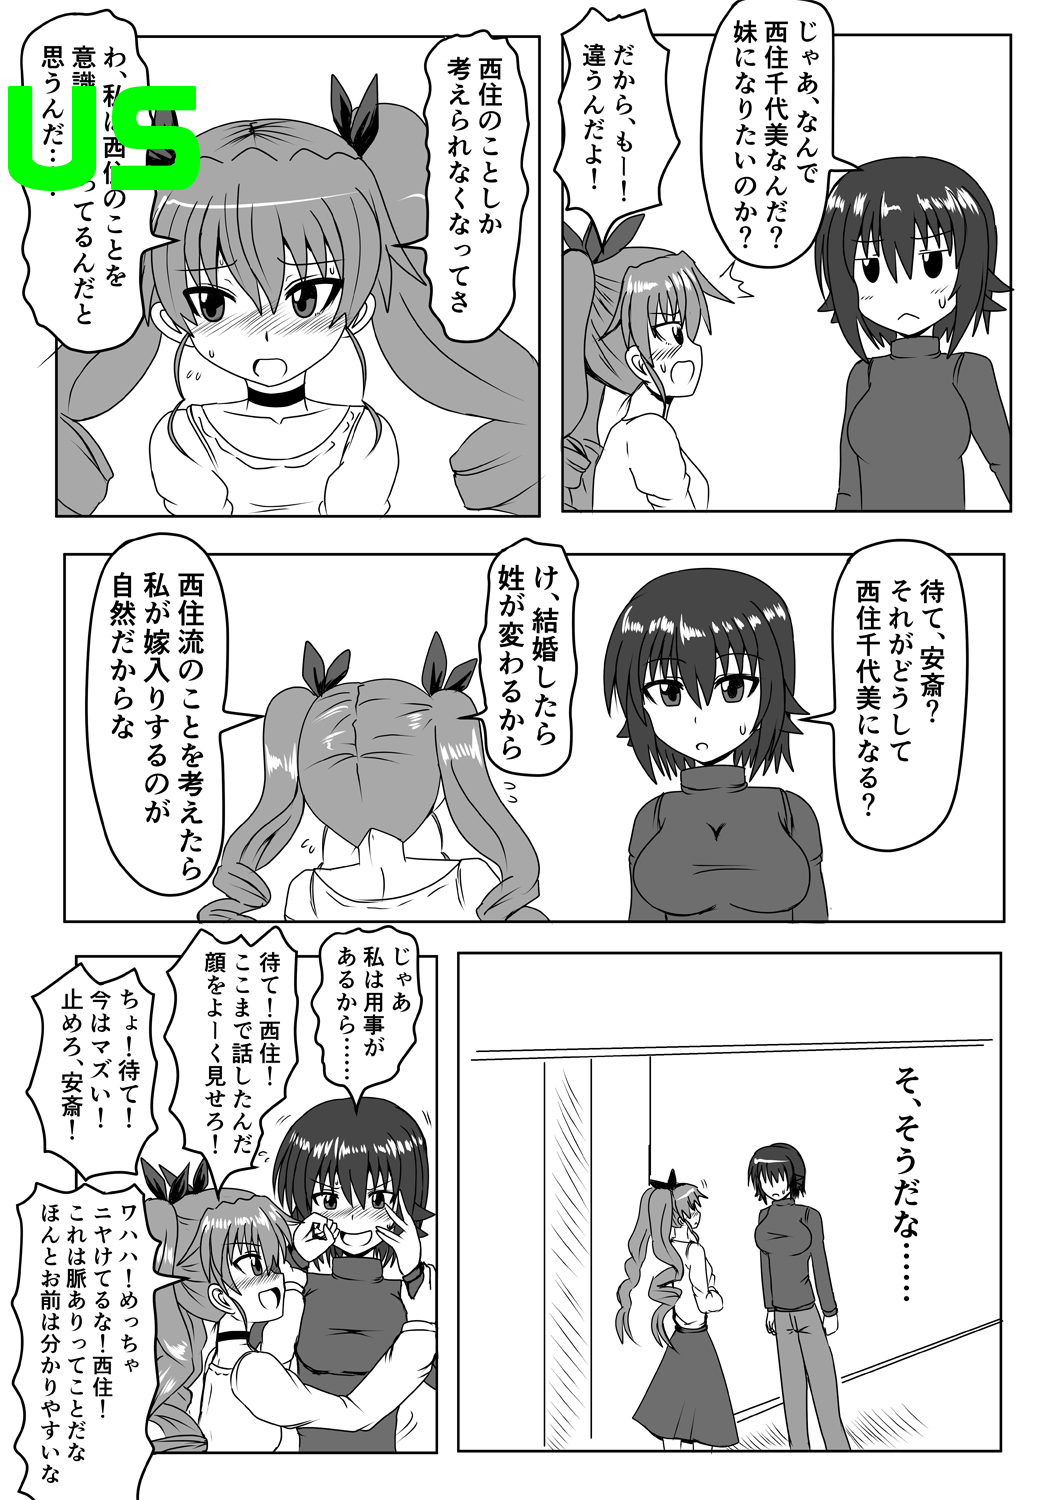 じゃあ、なんで
西住千代美なんだ?
妹になりたいのか?
だから、もー!
違うんだよ!
西住のことしか
考えられなくなってさ
わ、私は西住のことを
意識
ってるんだと
思うんだ…
US
待て、安斎?
それがどうして
西住千代美になる?
け、結婚したら
姓が変わるから
西住流のことを考えたら
私が嫁入りするのが
自然だからな
そ、そうだな……
じゃあ
私は用事が
あるから……
待て!西住!
ここまで話したんだ
顔をよーく見せろ!
ちょ!待て!
今はマズい!
止めろ、安斎!
ワハハ!めっちゃ
ニヤけてるな!西住!
これは脈ありってことだな
ほんとお前は分かりやすいな